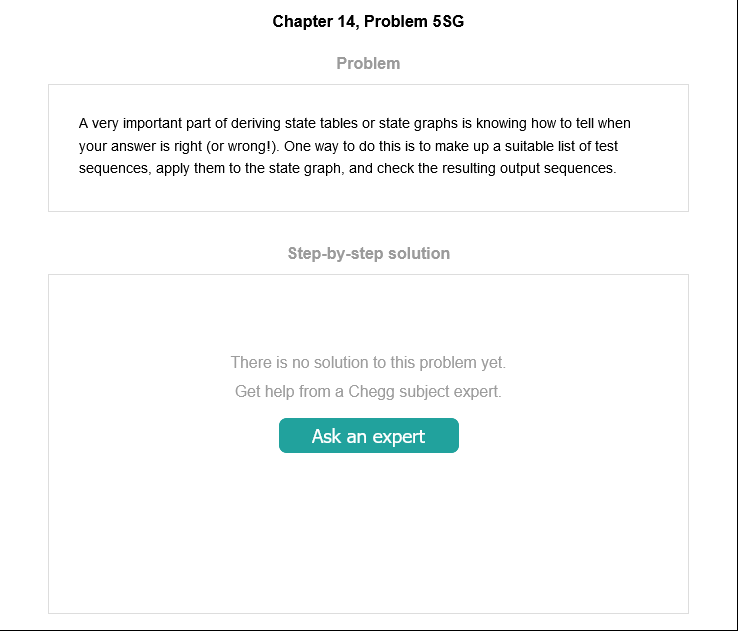 Chapter 14, Problem 5SG
Problem
A very important part of deriving state tables or state graphs is knowing how to tell when
your answer is right (or wrong!). One way to do this is to make up a suitable list of test
sequences, apply them to the state graph, and check the resulting output sequences.
Step-by-step solution
There is no solution to this problem yet.
Get help from a Chegg subject expert.
Ask an expert